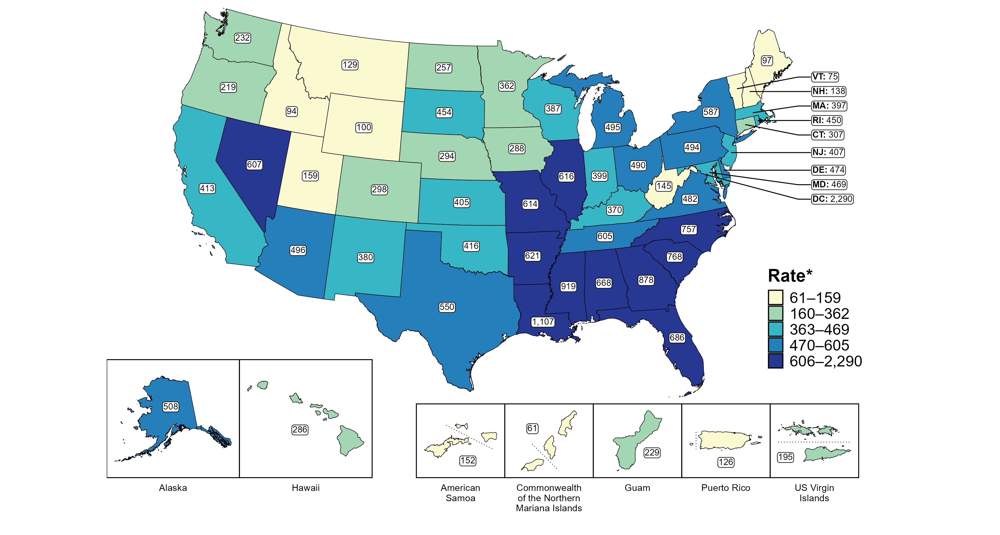 232
129
257
97
VT: 75
219
362
NH: 138
94
454
387
587
MA: 397
100
495
RI: 450
CT: 307
294
288
494
NJ: 407
607
159
616
399
490
DE: 474
413
298
145
MD: 469
405
614
370
482
DC: 2,290
496
380
416
605
757
621
768
550
919
668
878
1,107
686
Rate*
61–159
160–362
363–469
470–605
606–2,290
508
286
152
61
229
126
195
Alaska
Hawaii
American
Samoa
Commonwealth
of the Northern
Mariana Islands
Guam
Puerto Rico
US Virgin
Islands